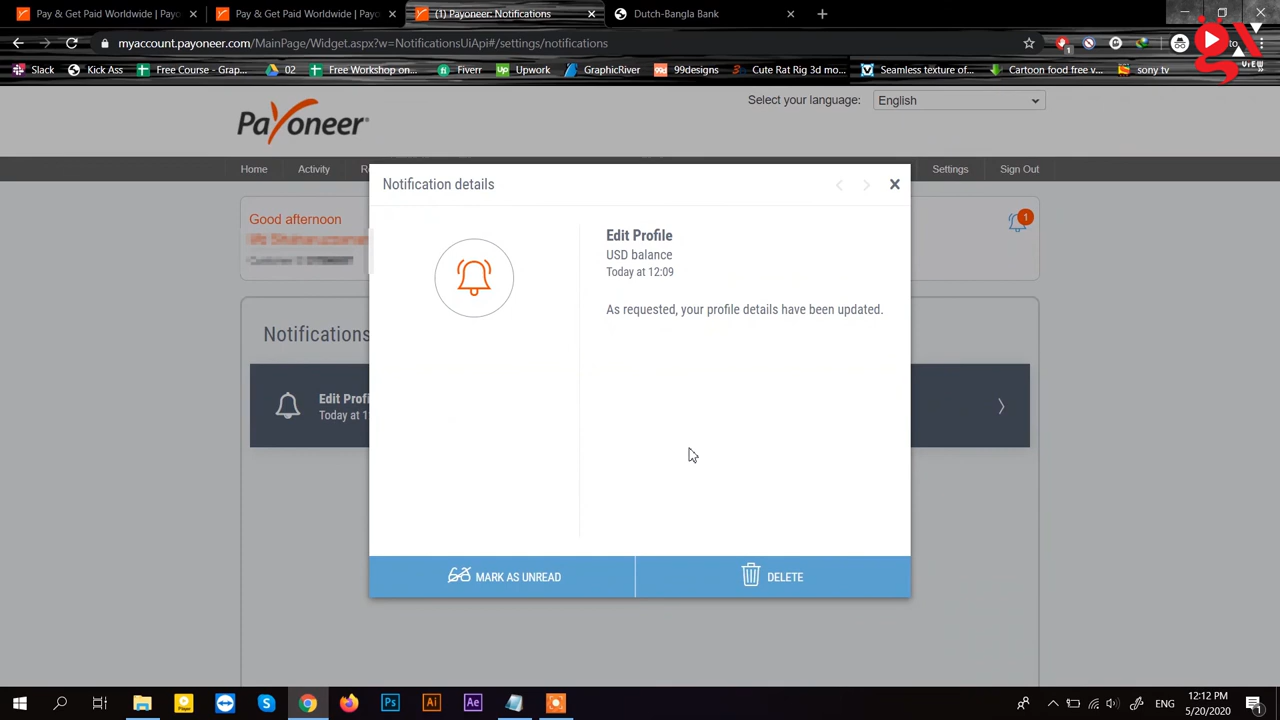 Pay & Get Paid Worldwide | Payo
Pay & Get Paid Worldwide | Payo
(1) Payoneer: Notifications
Dutch-Bangla Bank
myaccount.payoneer.com/MainPage/Widget.aspx?w=NotificationsUiApi#/settings/notifications
Slack
Kick Ass
Free Course - Grap...
02
Free Workshop on...
Fiverr
Upwork
GraphicRiver
99designs
Cute Rat Rig 3d mo...
Seamless texture of...
Cartoon food free v...
sony tv
VIEW
Payoneer
Select your language:
English
Home
Activity
Settings
Sign Out
Good afternoon
1
Notifications
Edit Profi
Today at 1
Notification details
Edit Profile
USD balance
Today at 12:09
As requested, your profile details have been updated.
MARK AS UNREAD
DELETE
ENG
12:12 PM
5/20/2020